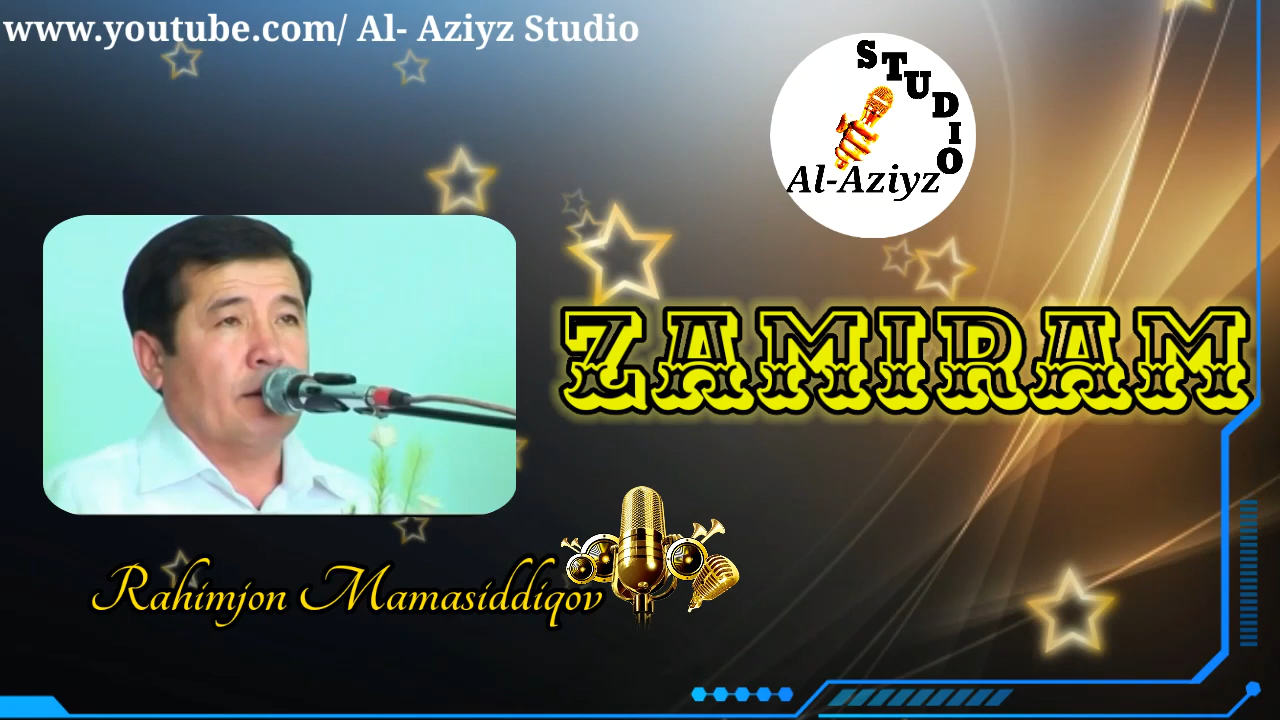 www.youtube.com/ Al- Aziyz Studio
STUDIO
Al-Aziyz
ZAMIRAM
Rahimjon Mamasiddiqov